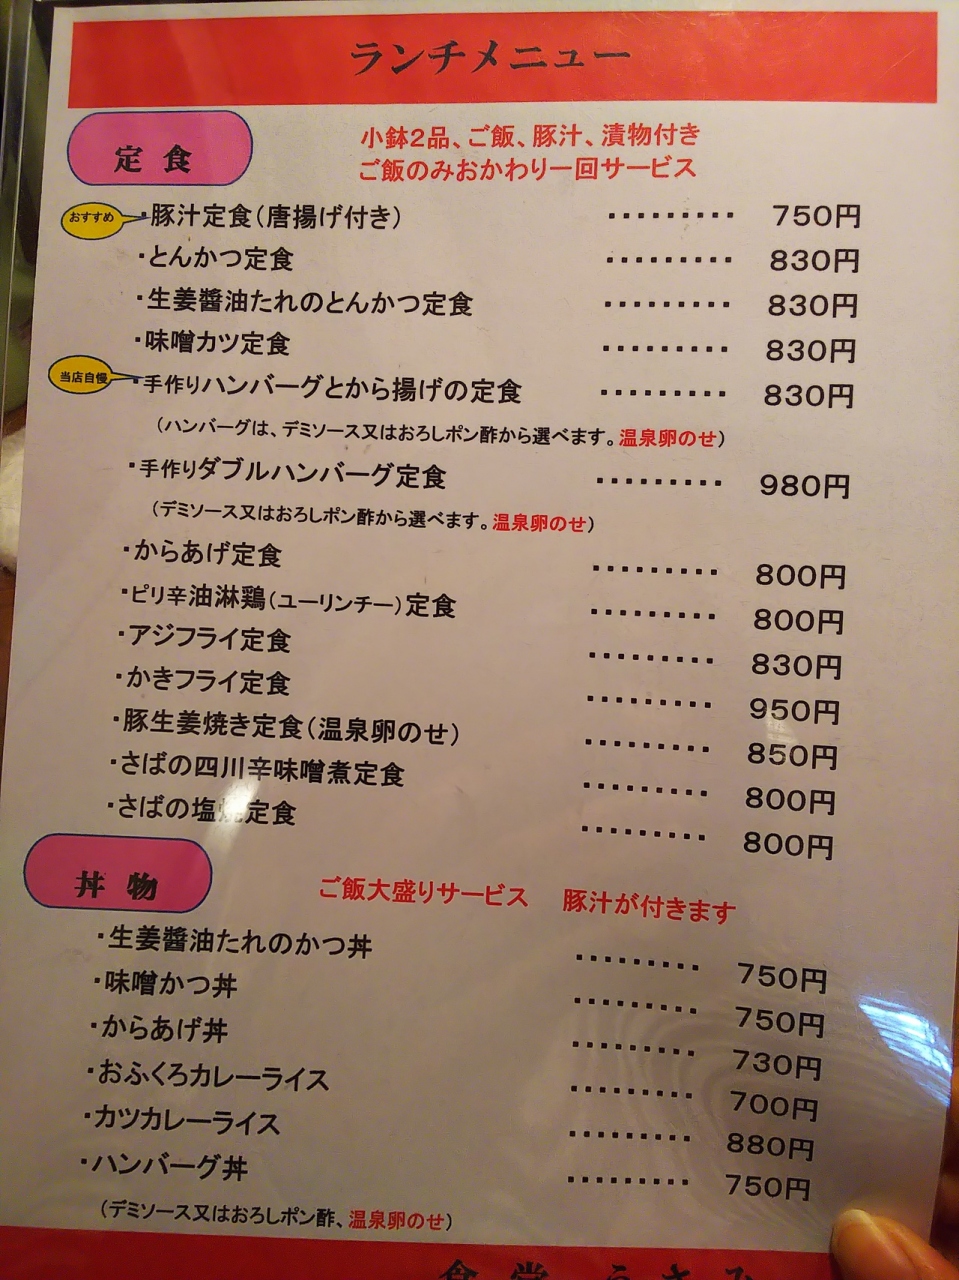 ランチメニュー
定食
小鉢2品、ご飯、豚汁、漬物付き
ご飯のみおかわり一回サービス
おすすめ
・豚汁定食(唐揚げ付き) ・・・・・・・・・ 750円
・とんかつ定食 ・・・・・・・・・ 830円
・生姜醬油たれのとんかつ定食 ・・・・・・・・・ 830円
・味噌カツ定食 ・・・・・・・・・ 830円
当店自慢
・手作りハンバーグとから揚げの定食 ・・・・・・・・・ 830円
(ハンバーグは、デミソース又はおろしポン酢から選べます。温泉卵のせ)
・手作りダブルハンバーグ定食 ・・・・・・・・・ 980円
(デミソース又はおろしポン酢から選べます。温泉卵のせ)
・からあげ定食 ・・・・・・・・・ 800円
・ピリ辛油淋鶏(ユーリンチー)定食 ・・・・・・・・・ 800円
・アジフライ定食 ・・・・・・・・・ 830円
・かきフライ定食 ・・・・・・・・・ 950円
・豚生姜焼き定食(温泉卵のせ) ・・・・・・・・・ 850円
・さばの四川辛味噌煮定食 ・・・・・・・・・ 800円
・さばの塩焼定食 ・・・・・・・・・ 800円
丼物
ご飯大盛りサービス 豚汁が付きます
・生姜醬油たれのかつ丼 ・・・・・・・・・ 750円
・味噌かつ丼 ・・・・・・・・・ 750円
・からあげ丼 ・・・・・・・・・ 730円
・おふくろカレーライス ・・・・・・・・・ 700円
・カツカレーライス ・・・・・・・・・ 880円
・ハンバーグ丼 ・・・・・・・・・ 750円
(デミソース又はおろしポン酢、温泉卵のせ)
食堂